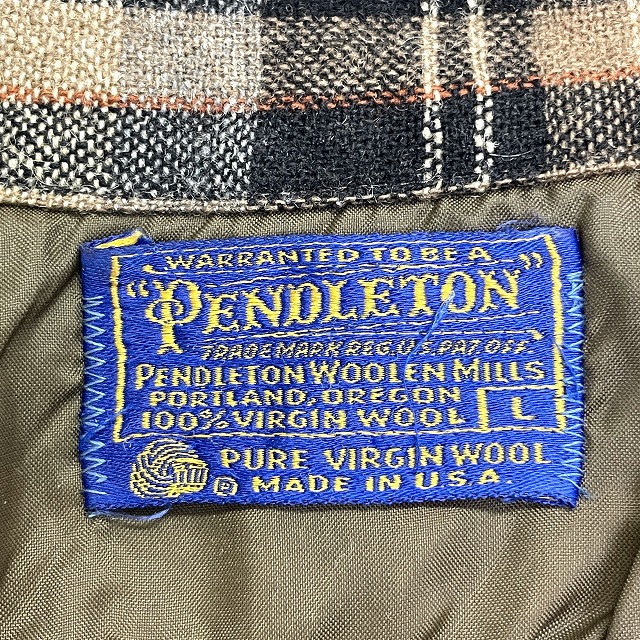 WARRANTED TO BE A
"PENDLETON"
TRADE MARK REG. U.S. PAT. OFF.
PENDLETON WOOLEN MILLS
PORTLAND, OREGON
100% VIRGIN WOOL L
PURE VIRGIN WOOL
® MADE IN U.S.A.